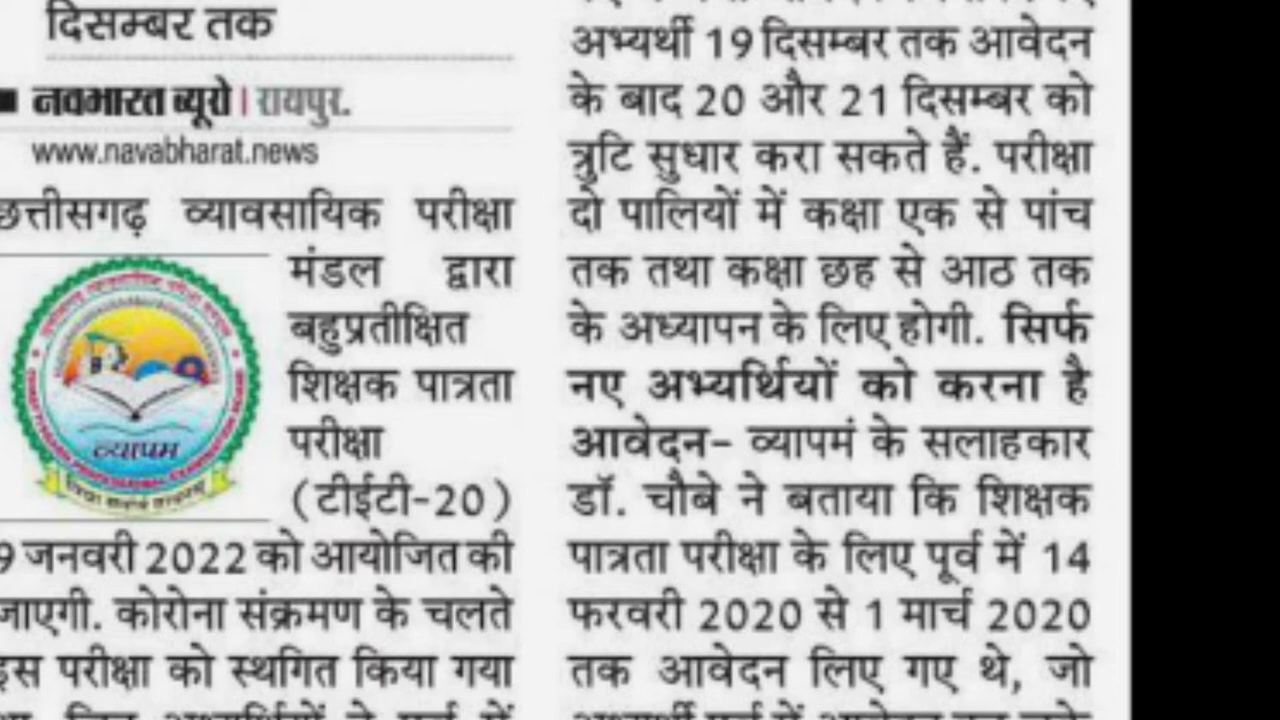 दिसम्बर तक
■ नवभारत ब्यूरो | रायपुर.
www.navabharat.news
छत्तीसगढ़ व्यावसायिक परीक्षा
मंडल द्वारा
बहुप्रतीक्षित
शिक्षक पात्रता
परीक्षा
(टीईटी-20)
व्यापम
9 जनवरी 2022 को आयोजित की
जाएगी. कोरोना संक्रमण के चलते
इस परीक्षा को स्थगित किया गया
अभ्यर्थी 19 दिसम्बर तक आवेदन
के बाद 20 और 21 दिसम्बर को
त्रुटि सुधार करा सकते हैं. परीक्षा
दो पालियों में कक्षा एक से पांच
तक तथा कक्षा छह से आठ तक
के अध्यापन के लिए होगी. सिर्फ
नए अभ्यर्थियों को करना है
आवेदन- व्यापमं के सलाहकार
डॉ. चौबे ने बताया कि शिक्षक
पात्रता परीक्षा के लिए पूर्व में 14
फरवरी 2020 से 1 मार्च 2020
तक आवेदन लिए गए थे, जो